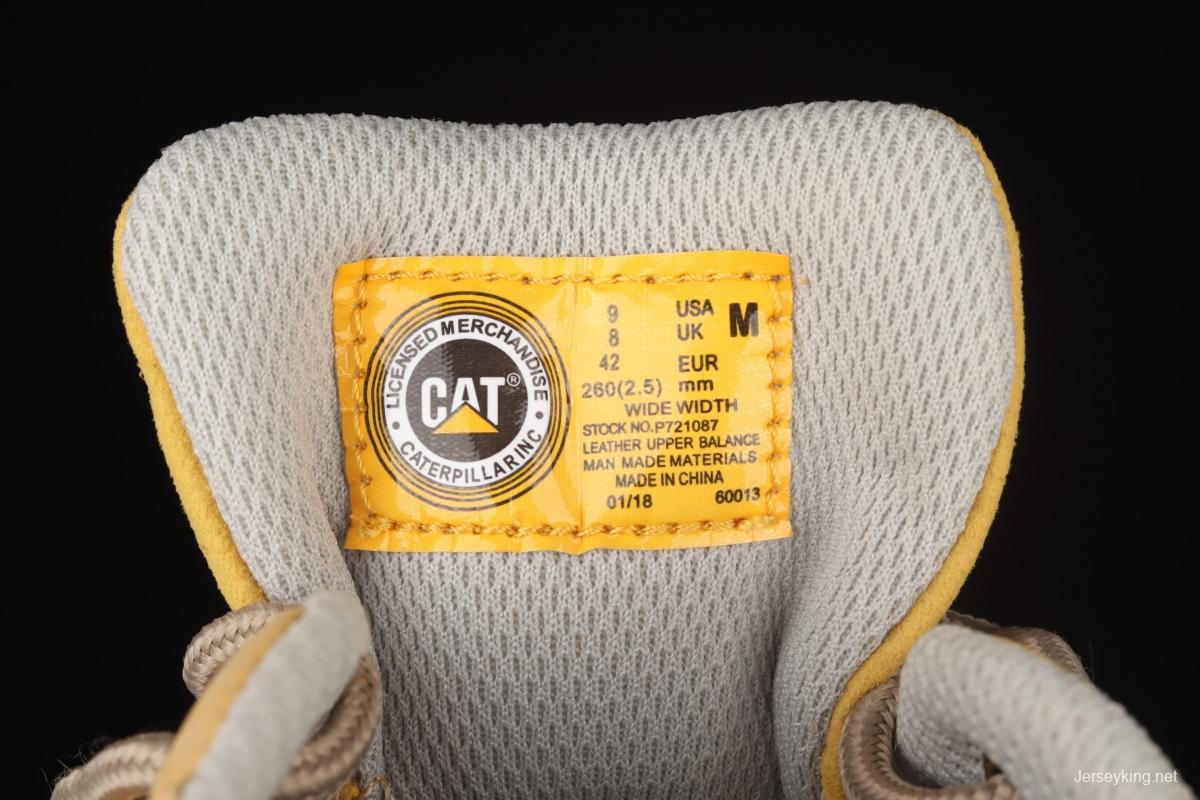 LICENSED MERCHANDISE
CAT®
• CATERPILLAR INC •
9 USA M
8 UK
42 EUR
260(2.5) mm
WIDE WIDTH
STOCK NO.P721087
LEATHER UPPER BALANCE
MAN MADE MATERIALS
MADE IN CHINA
01/18 60013
Jerseyking.net